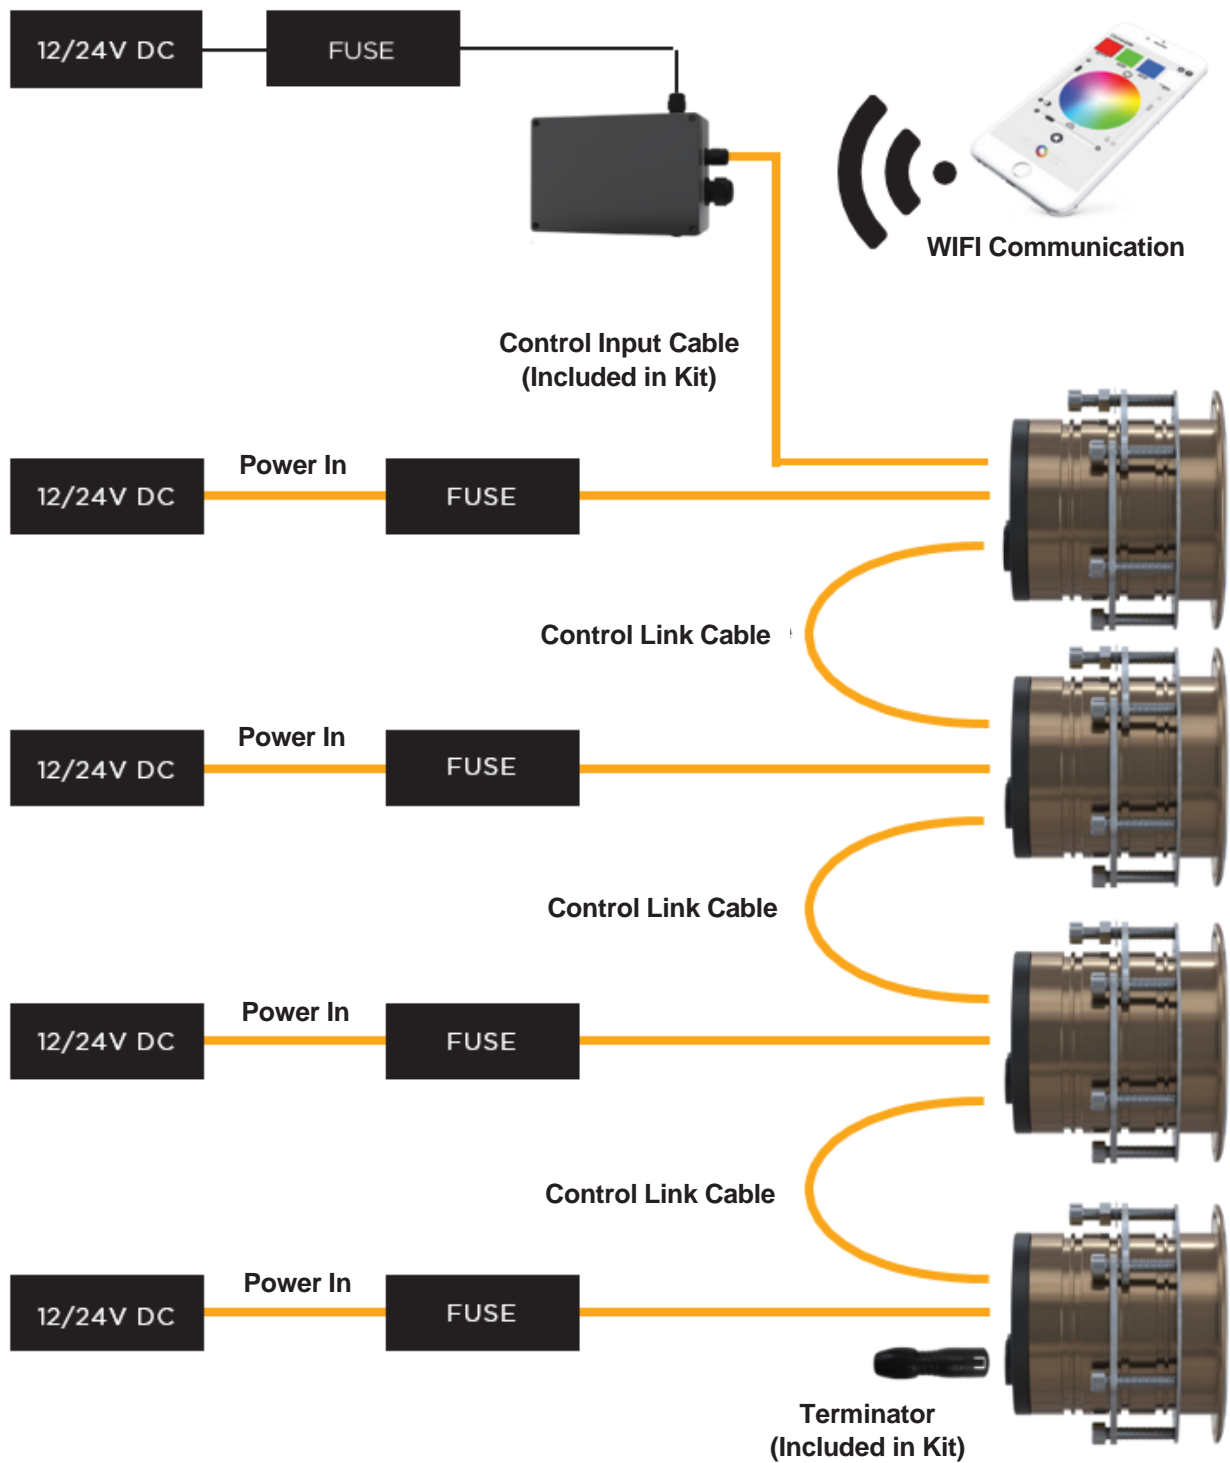 12/24V DC
FUSE
WIFI Communication
Control Input Cable
(Included in Kit)
Power In
12/24V DC
FUSE
Control Link Cable
Power In
12/24V DC
FUSE
Control Link Cable
Power In
12/24V DC
FUSE
Control Link Cable
Power In
12/24V DC
FUSE
Terminator
(Included in Kit)